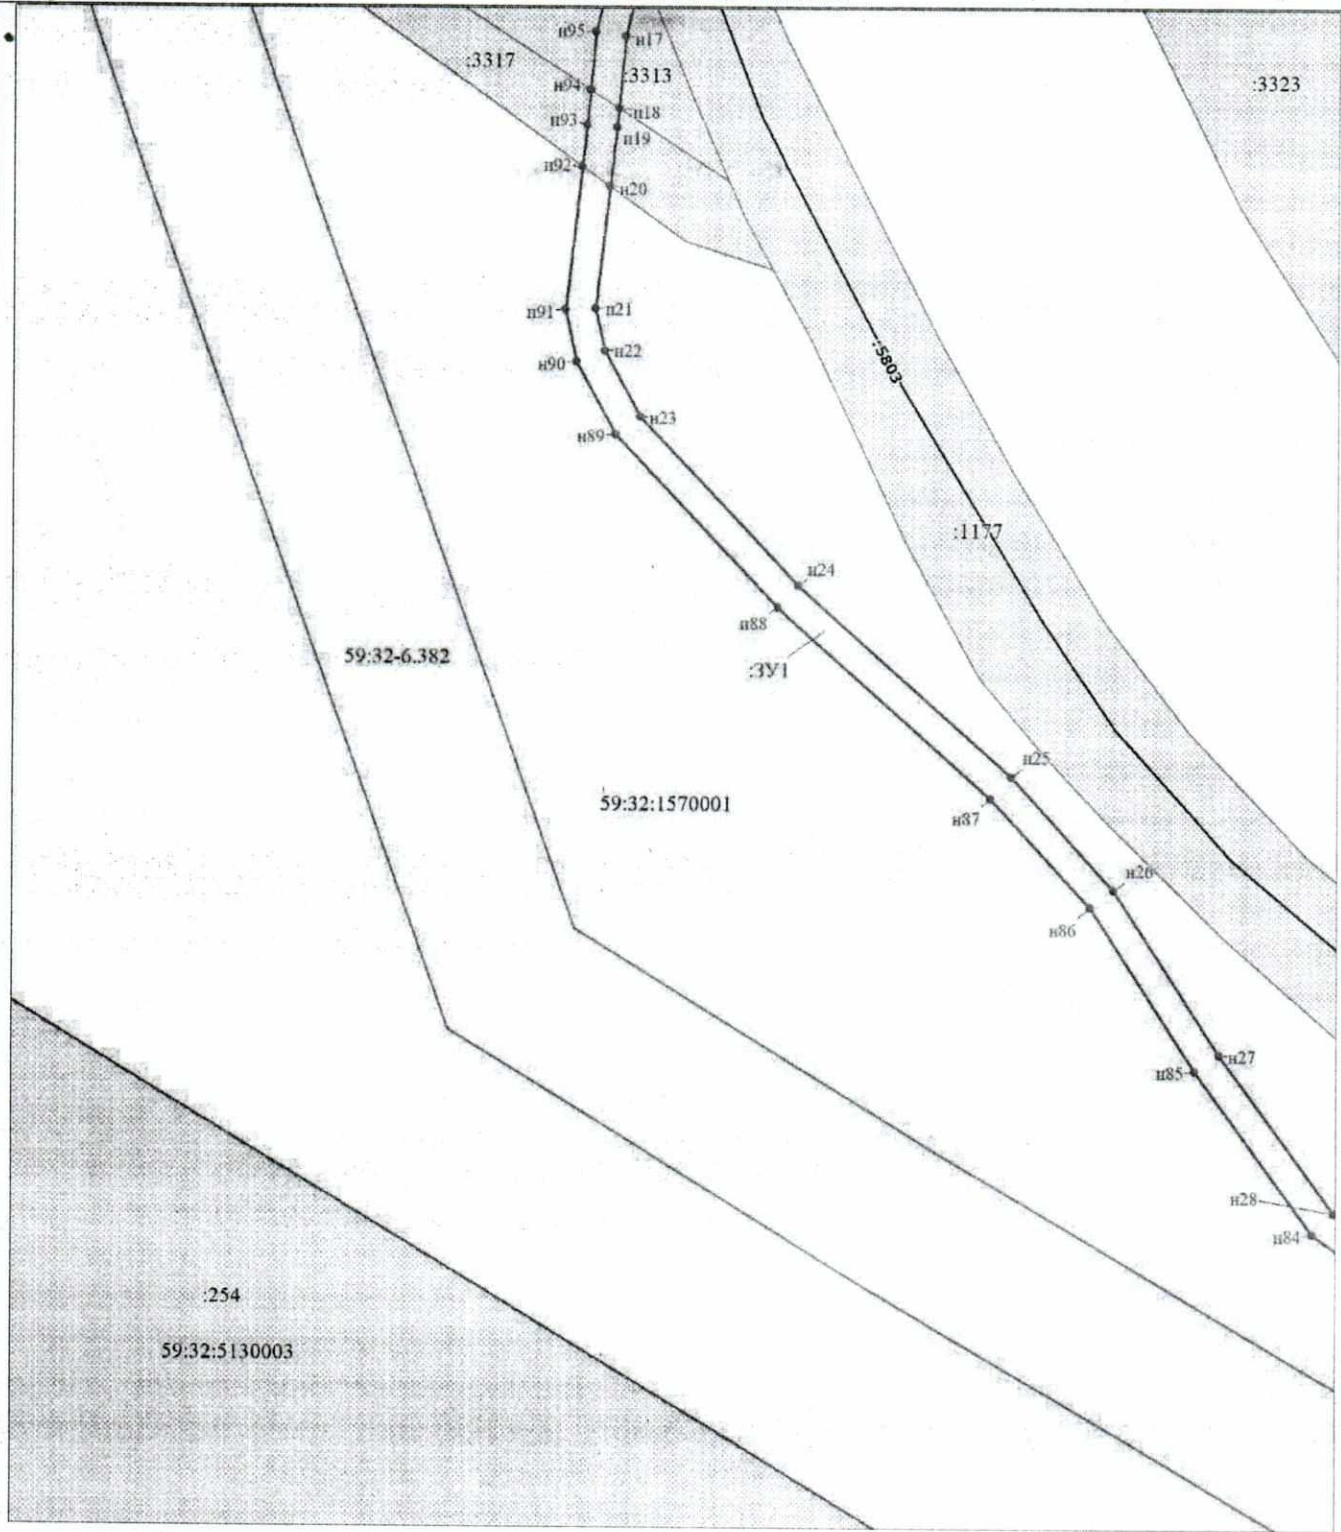 н95
н17
:3317
:3313
:3323
н94
н18
н93
н19
н92
н20
н91
н21
н22
н90
:5803
н23
н89
:1177
н24
н88
59:32-6.382
:ЗУ1
н25
59:32:1570001
н87
н26
н86
н27
н85
н28
н84
:254
59:32:5130003